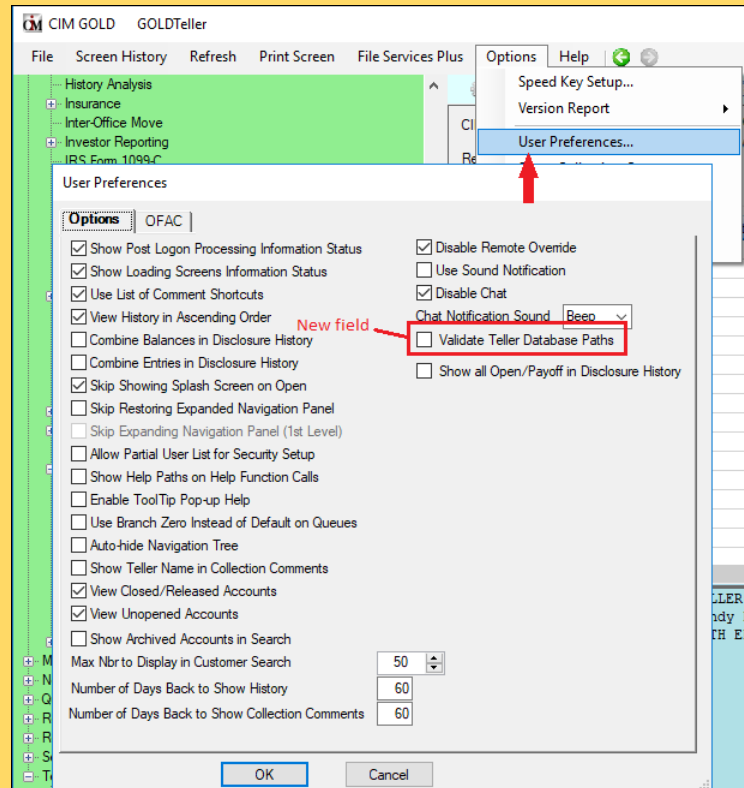 CIM GOLD GOLDTeller
File Screen History Refresh Print Screen File Services Plus Options Help
History Analysis
Insurance
Inter-Office Move
Investor Reporting
IRS Form 1099-C
Speed Key Setup...
Version Report
User Preferences...
User Preferences
Options OFAC
Show Post Logon Processing Information Status
Show Loading Screens Information Status
Use List of Comment Shortcuts
View History in Ascending Order
Combine Balances in Disclosure History
Combine Entries in Disclosure History
Skip Showing Splash Screen on Open
Skip Restoring Expanded Navigation Panel
Skip Expanding Navigation Panel (1st Level)
Allow Partial User List for Security Setup
Show Help Paths on Help Function Calls
Enable ToolTip Pop-up Help
Use Branch Zero Instead of Default on Queues
Auto-hide Navigation Tree
Show Teller Name in Collection Comments
View Closed/Released Accounts
View Unopened Accounts
Show Archived Accounts in Search
Max Nbr to Display in Customer Search 50
Number of Days Back to Show History 60
Number of Days Back to Show Collection Comments 60
Disable Remote Override
Use Sound Notification
Disable Chat
Chat Notification Sound Beep
New field
Validate Teller Database Paths
Show all Open/Payoff in Disclosure History
OK Cancel